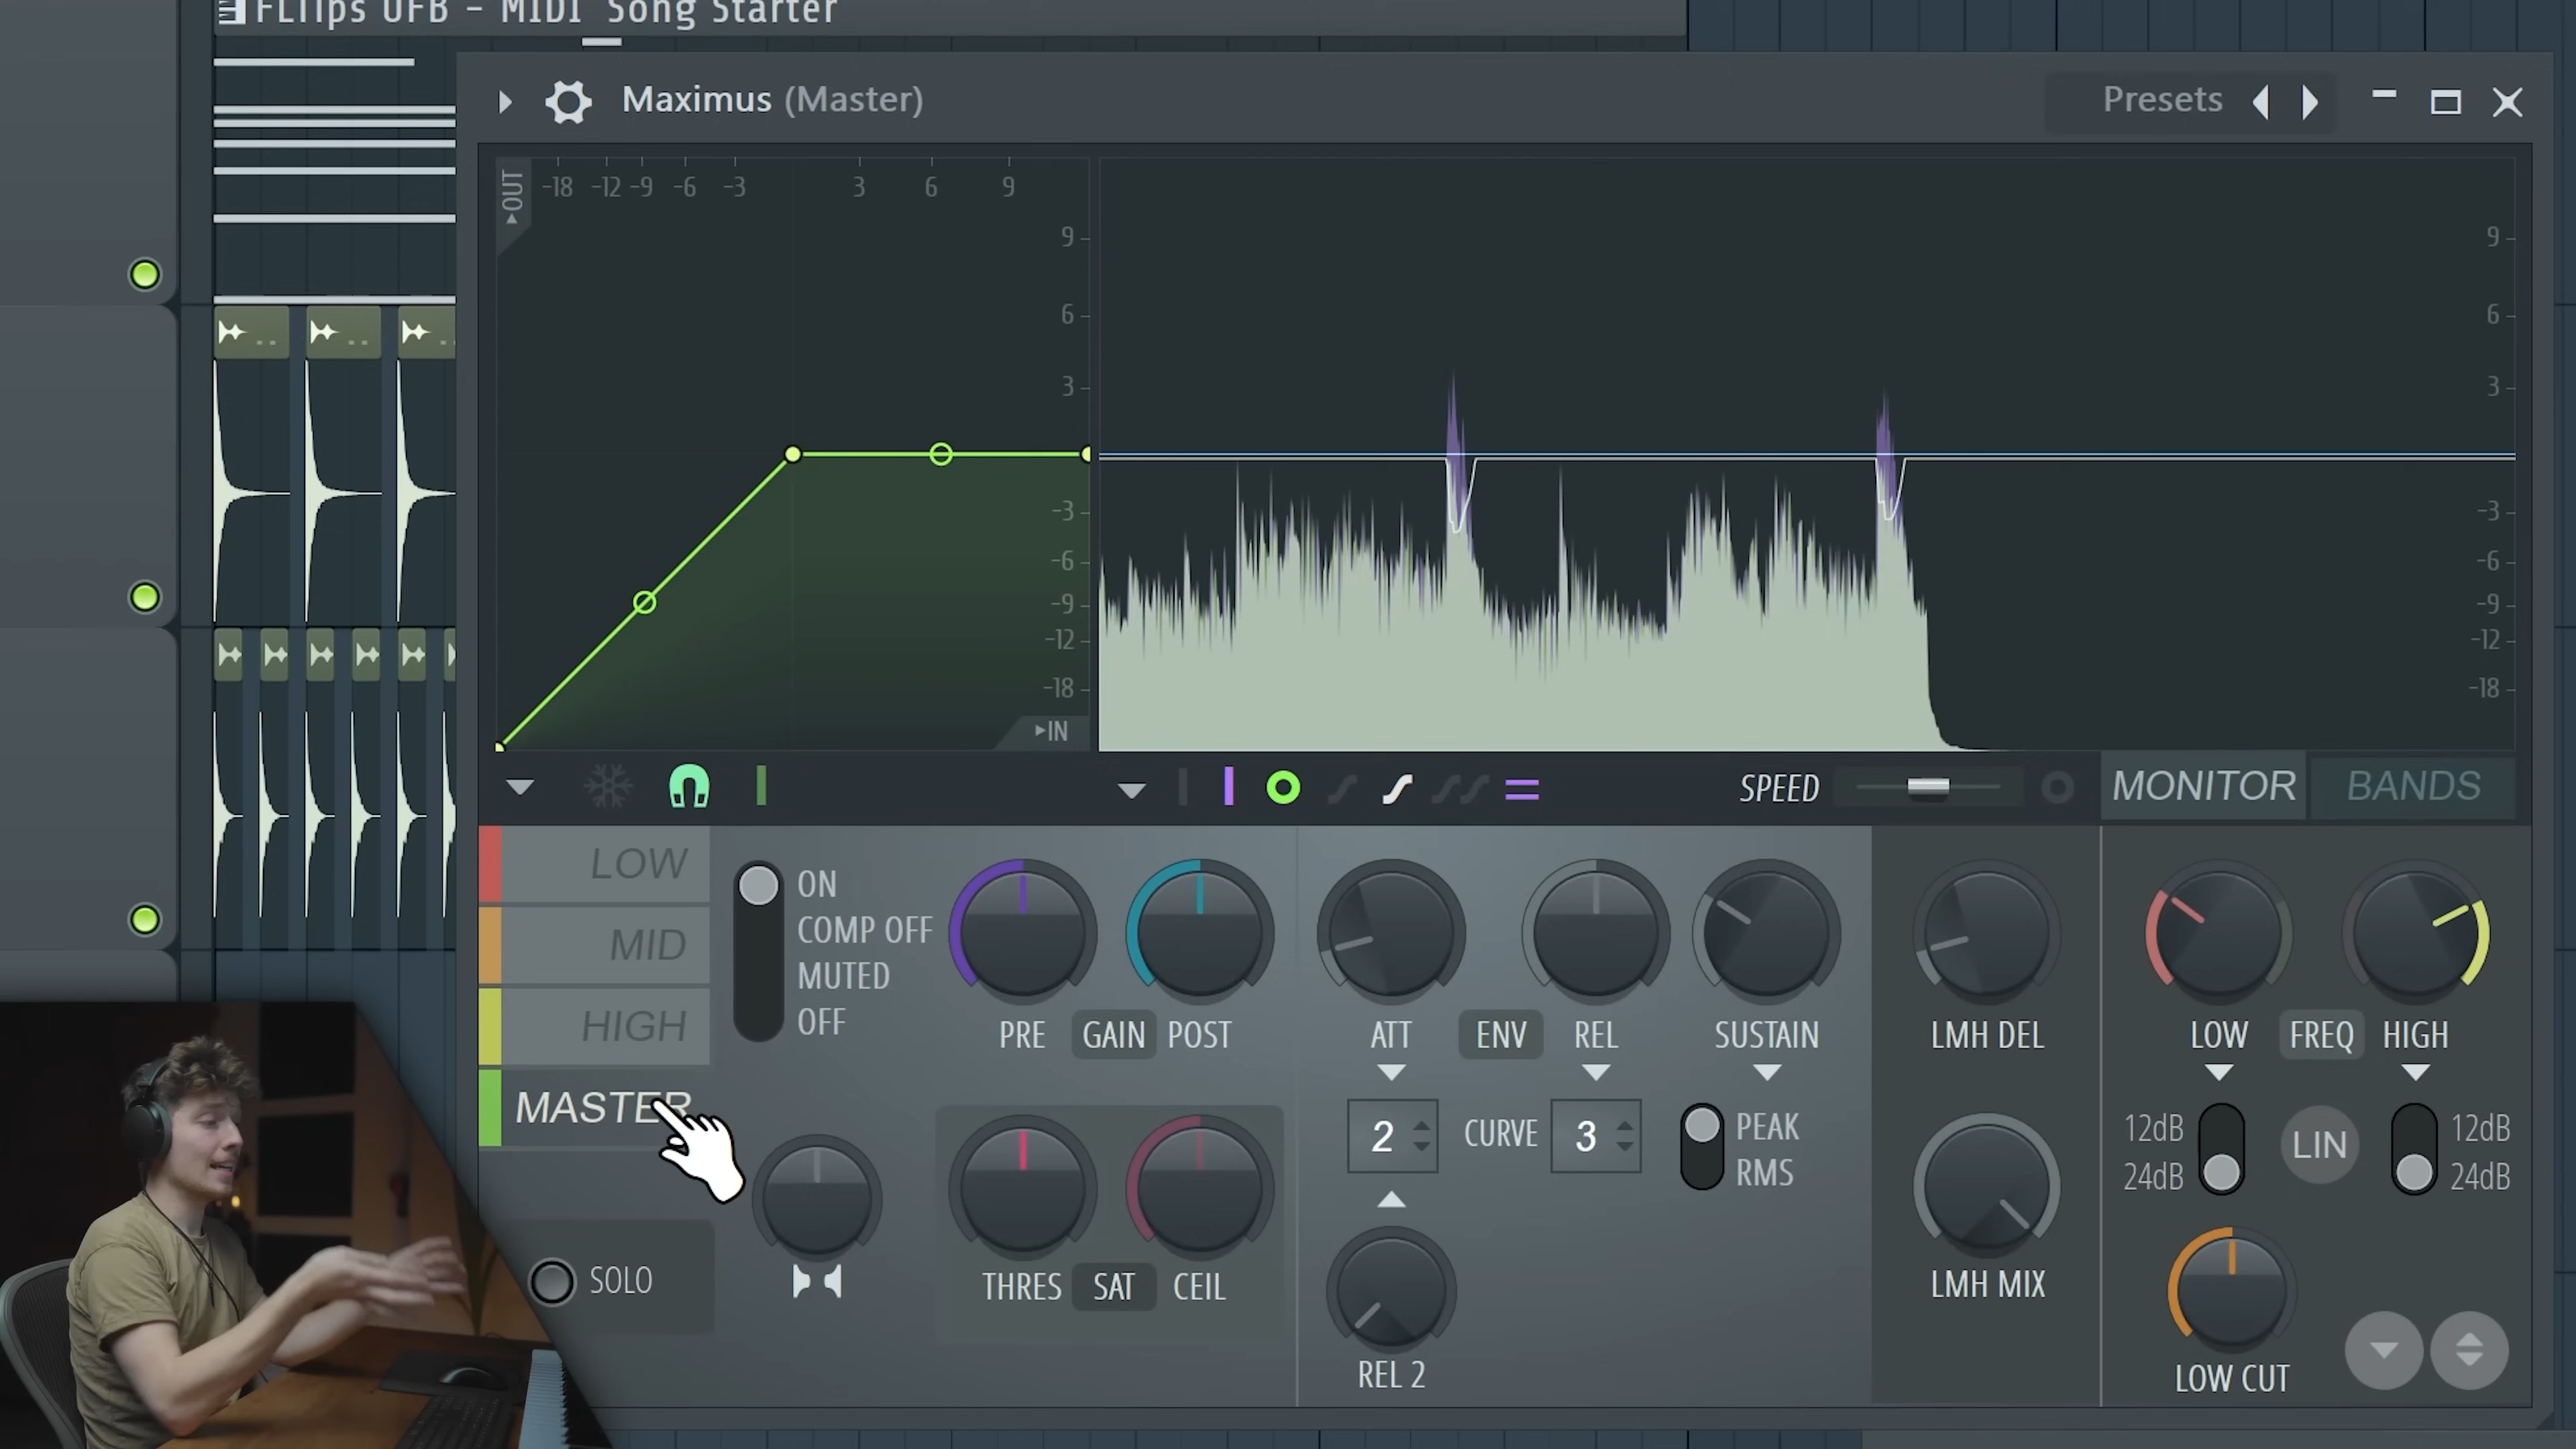 FLTips UFB - MIDI Song Starter
Maximus (Master)
Presets
OUT
-18 -12 -9 -6 -3 3 6 9
9
6
3
-3
-6
-9
-12
-18
IN
9
6
3
-3
-6
-9
-12
-18
SPEED
MONITOR
BANDS
LOW
MID
HIGH
MASTER
SOLO
ON
COMP OFF
MUTED
OFF
PRE GAIN POST
THRES SAT CEIL
ATT ENV REL
SUSTAIN
2 CURVE 3
PEAK
RMS
REL 2
LMH DEL
LMH MIX
LOW FREQ HIGH
12dB
24dB
LIN
12dB
24dB
LOW CUT